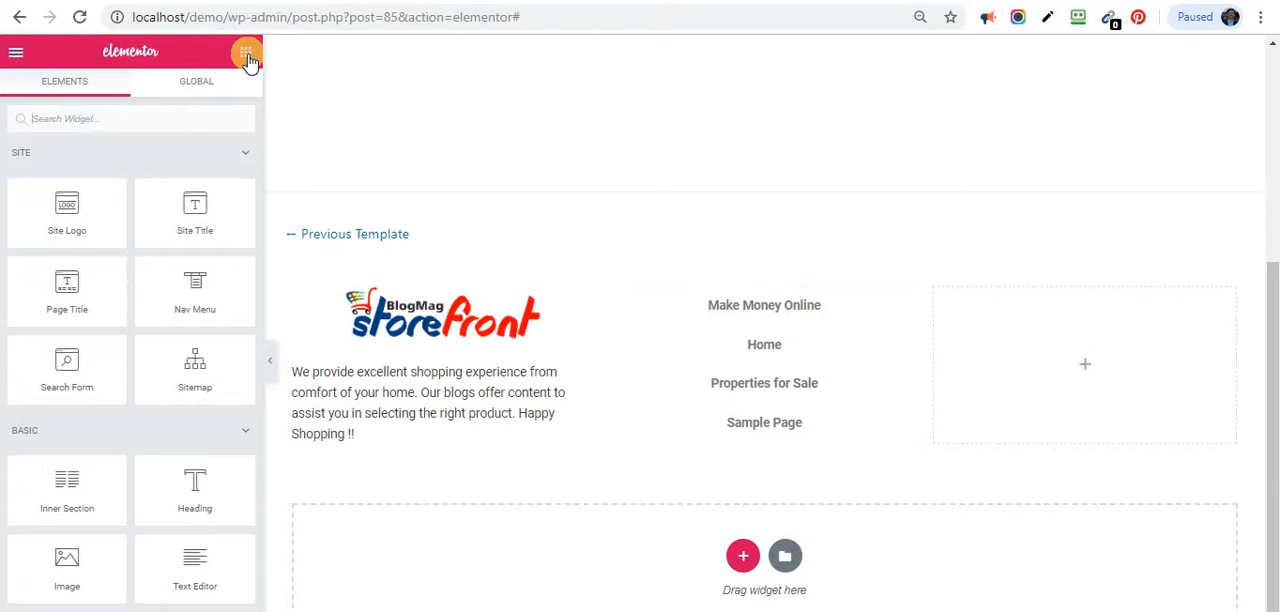 localhost/demo/wp-admin/post.php?post=85&action=elementor#
0
Paused
elementor
ELEMENTS
GLOBAL
Search Widget...
SITE
LOGO
T
Site Logo
Site Title
T
Page Title
Nav Menu
Search Form
Sitemap
BASIC
Inner Section
Heading
Image
Text Editor
← Previous Template
BlogMag
storefront
We provide excellent shopping experience from
comfort of your home. Our blogs offer content to
assist you in selecting the right product. Happy
Shopping !!
Make Money Online
Home
Properties for Sale
Sample Page
Drag widget here